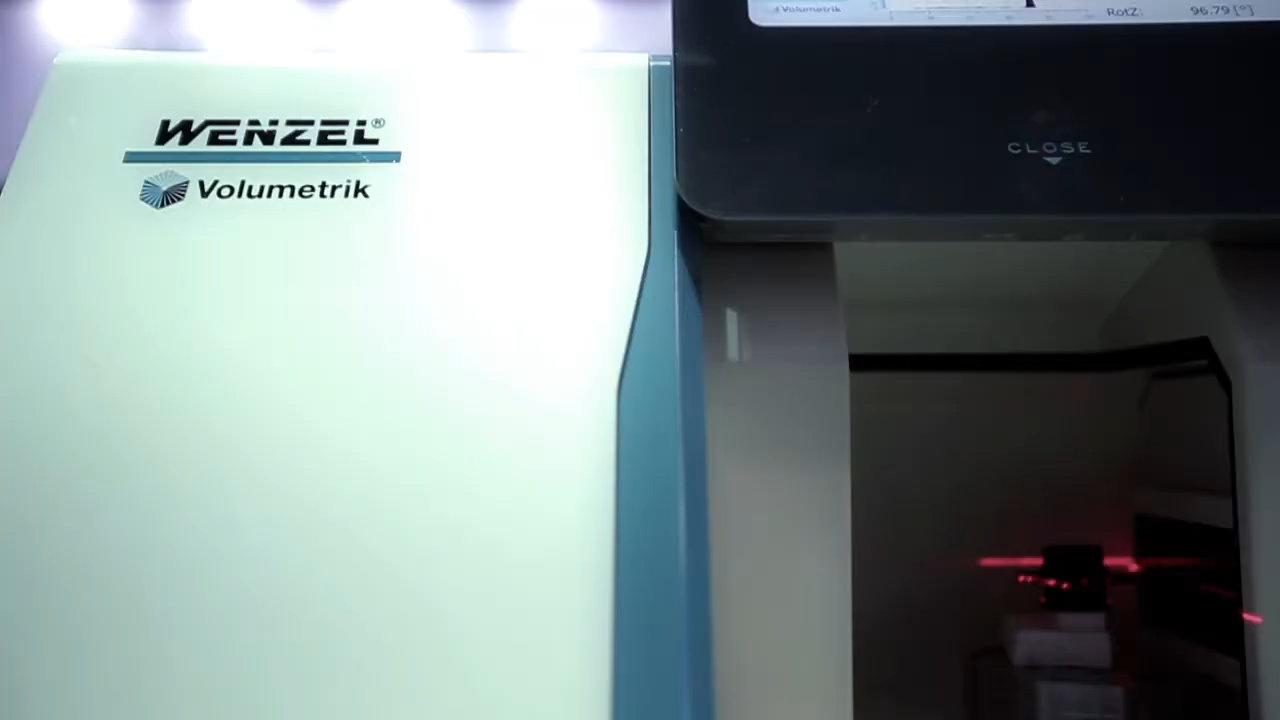 WENZEL®
Volumetrik
Volumetrik
RotZ: 96.79 [°]
CLOSE